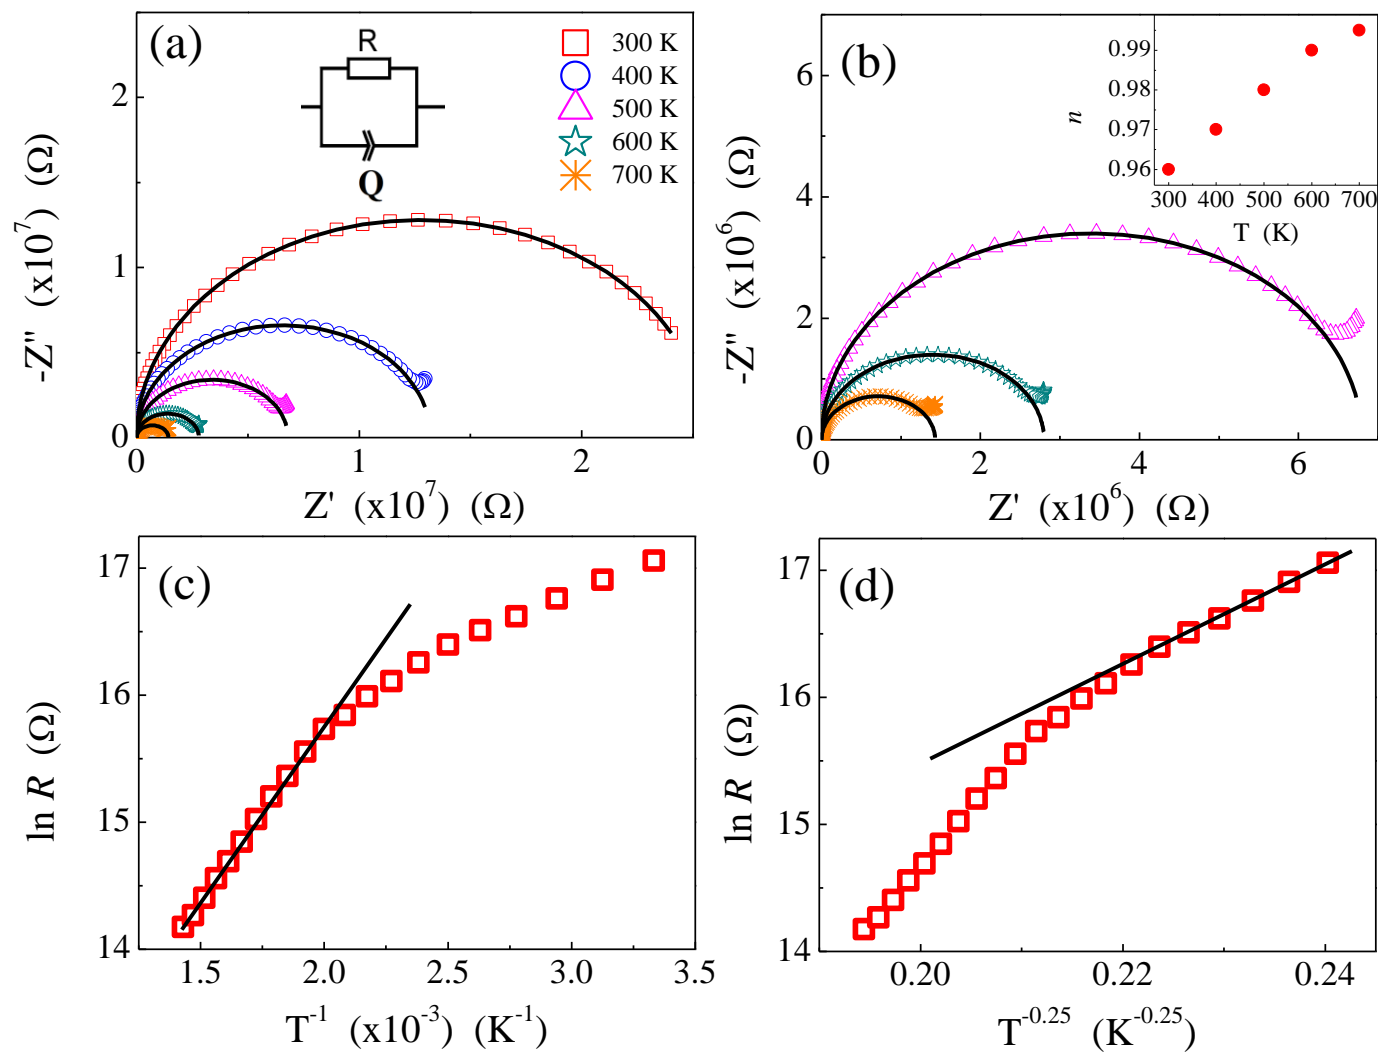 (a)
R
Q
300 K
400 K
500 K
600 K
700 K
2
1
0
-Z'' (x10^7) (Ω)
0 1 2
Z' (x10^7) (Ω)
(b)
0.99
0.98
0.97
0.96
n
300 400 500 600 700
T (K)
6
4
2
0
-Z'' (x10^6) (Ω)
0 2 4 6
Z' (x10^6) (Ω)
(c)
17
16
15
14
ln R (Ω)
1.5 2.0 2.5 3.0 3.5
T^-1 (x10^-3) (K^-1)
(d)
17
16
15
14
ln R (Ω)
0.20 0.22 0.24
T^-0.25 (K^-0.25)